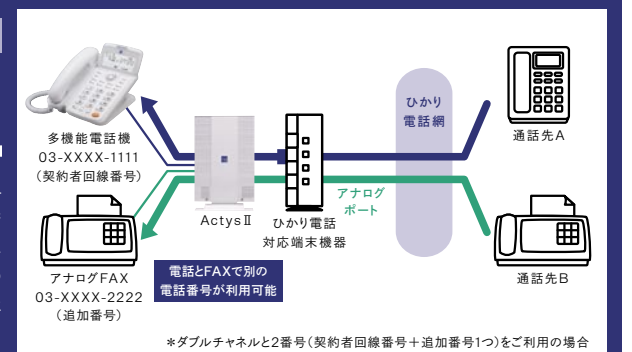 多機能電話機
03-XXXX-1111
(契約者回線番号)
アナログFAX
03-XXXX-2222
(追加番号)
ActysⅡ
電話とFAXで別の
電話番号が利用可能
ひかり電話
対応端末機器
アナログ
ポート
ひかり
電話網
通話先A
通話先B
*ダブルチャネルと2番号(契約者回線番号+追加番号1つ)をご利用の場合